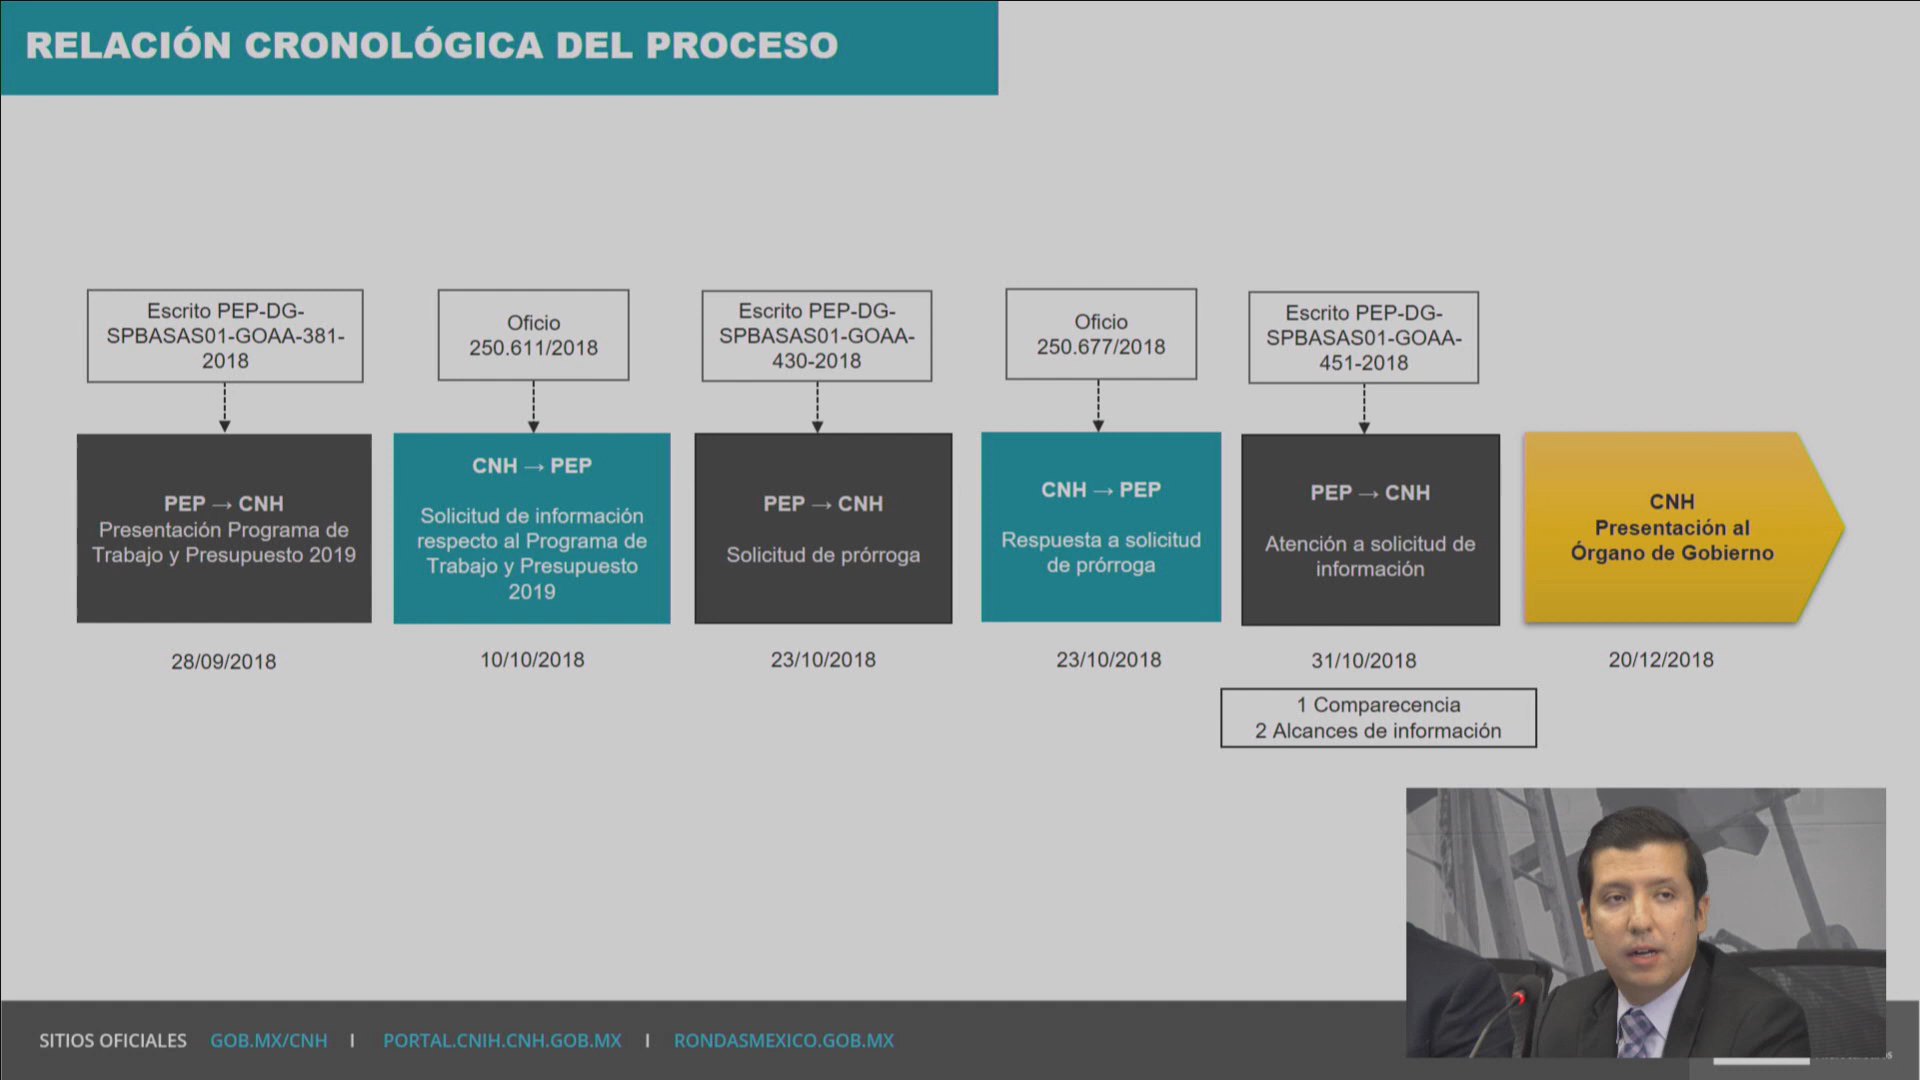 RELACIÓN CRONOLÓGICA DEL PROCESO
Escrito PEP-DG-
SPBASAS01-GOAA-381-
2018
Oficio
250.611/2018
Escrito PEP-DG-
SPBASAS01-GOAA-
430-2018
Oficio
250.677/2018
Escrito PEP-DG-
SPBASAS01-GOAA-
451-2018
PEP → CNH
Presentación Programa de
Trabajo y Presupuesto 2019
CNH → PEP
Solicitud de información
respecto al Programa de
Trabajo y Presupuesto
2019
PEP → CNH
Solicitud de prórroga
CNH → PEP
Respuesta a solicitud
de prórroga
PEP → CNH
Atención a solicitud de
información
CNH
Presentación al
Órgano de Gobierno
28/09/2018
10/10/2018
23/10/2018
23/10/2018
31/10/2018
20/12/2018
1 Comparecencia
2 Alcances de información
SITIOS OFICIALES GOB.MX/CNH I PORTAL.CNIH.CNH.GOB.MX I RONDASMEXICO.GOB.MX